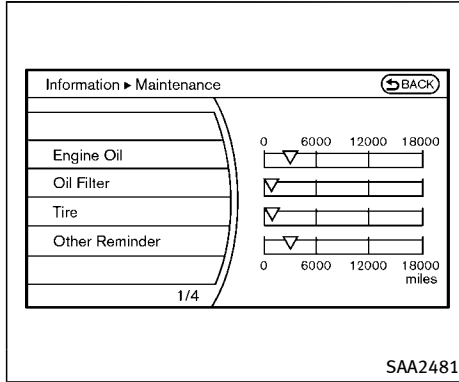 Information ▶ Maintenance BACK
0 6000 12000 18000
Engine Oil
Oil Filter
Tire
Other Reminder
0 6000 12000 18000
miles
1/4
SAA2481